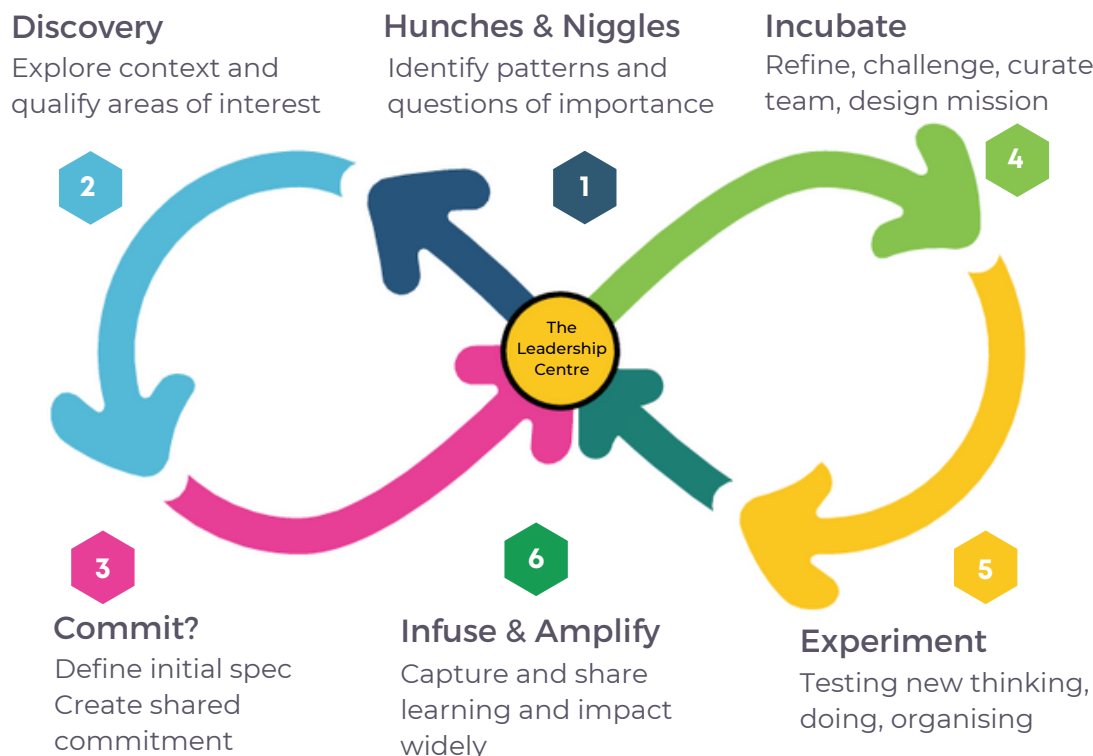 Discovery
Explore context and
qualify areas of interest
Hunches & Niggles
Identify patterns and
questions of importance
Incubate
Refine, challenge, curate
team, design mission
2
1
4
The
Leadership
Centre
3
Commit?
Define initial spec
Create shared
commitment
6
Infuse & Amplify
Capture and share
learning and impact
widely
5
Experiment
Testing new thinking,
doing, organising